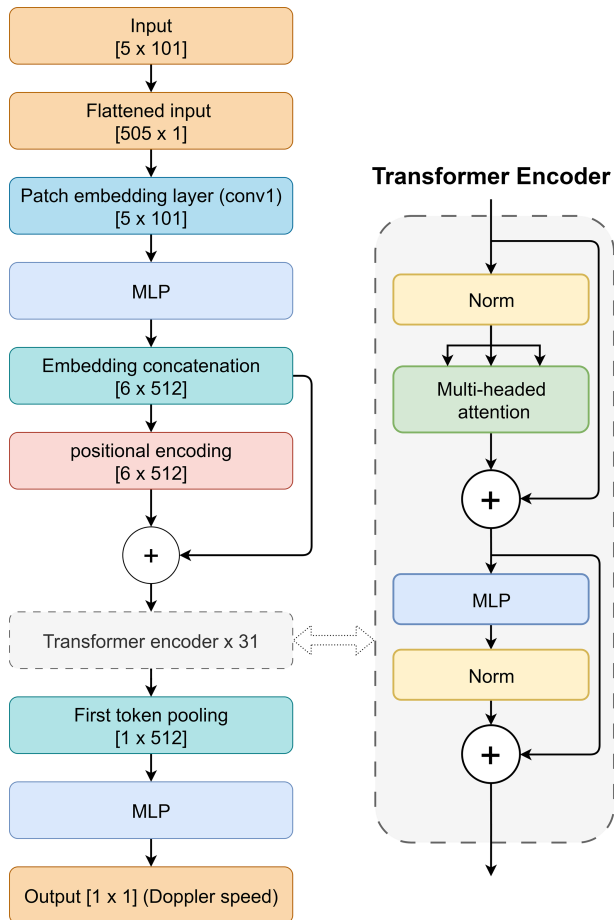 Input
[5 x 101]
Flattened input
[505 x 1]
Patch embedding layer (conv1)
[5 x 101]
MLP
Embedding concatenation
[6 x 512]
positional encoding
[6 x 512]
+
Transformer encoder x 31
First token pooling
[1 x 512]
MLP
Output [1 x 1] (Doppler speed)
Transformer Encoder
Norm
Multi-headed
attention
+
MLP
Norm
+